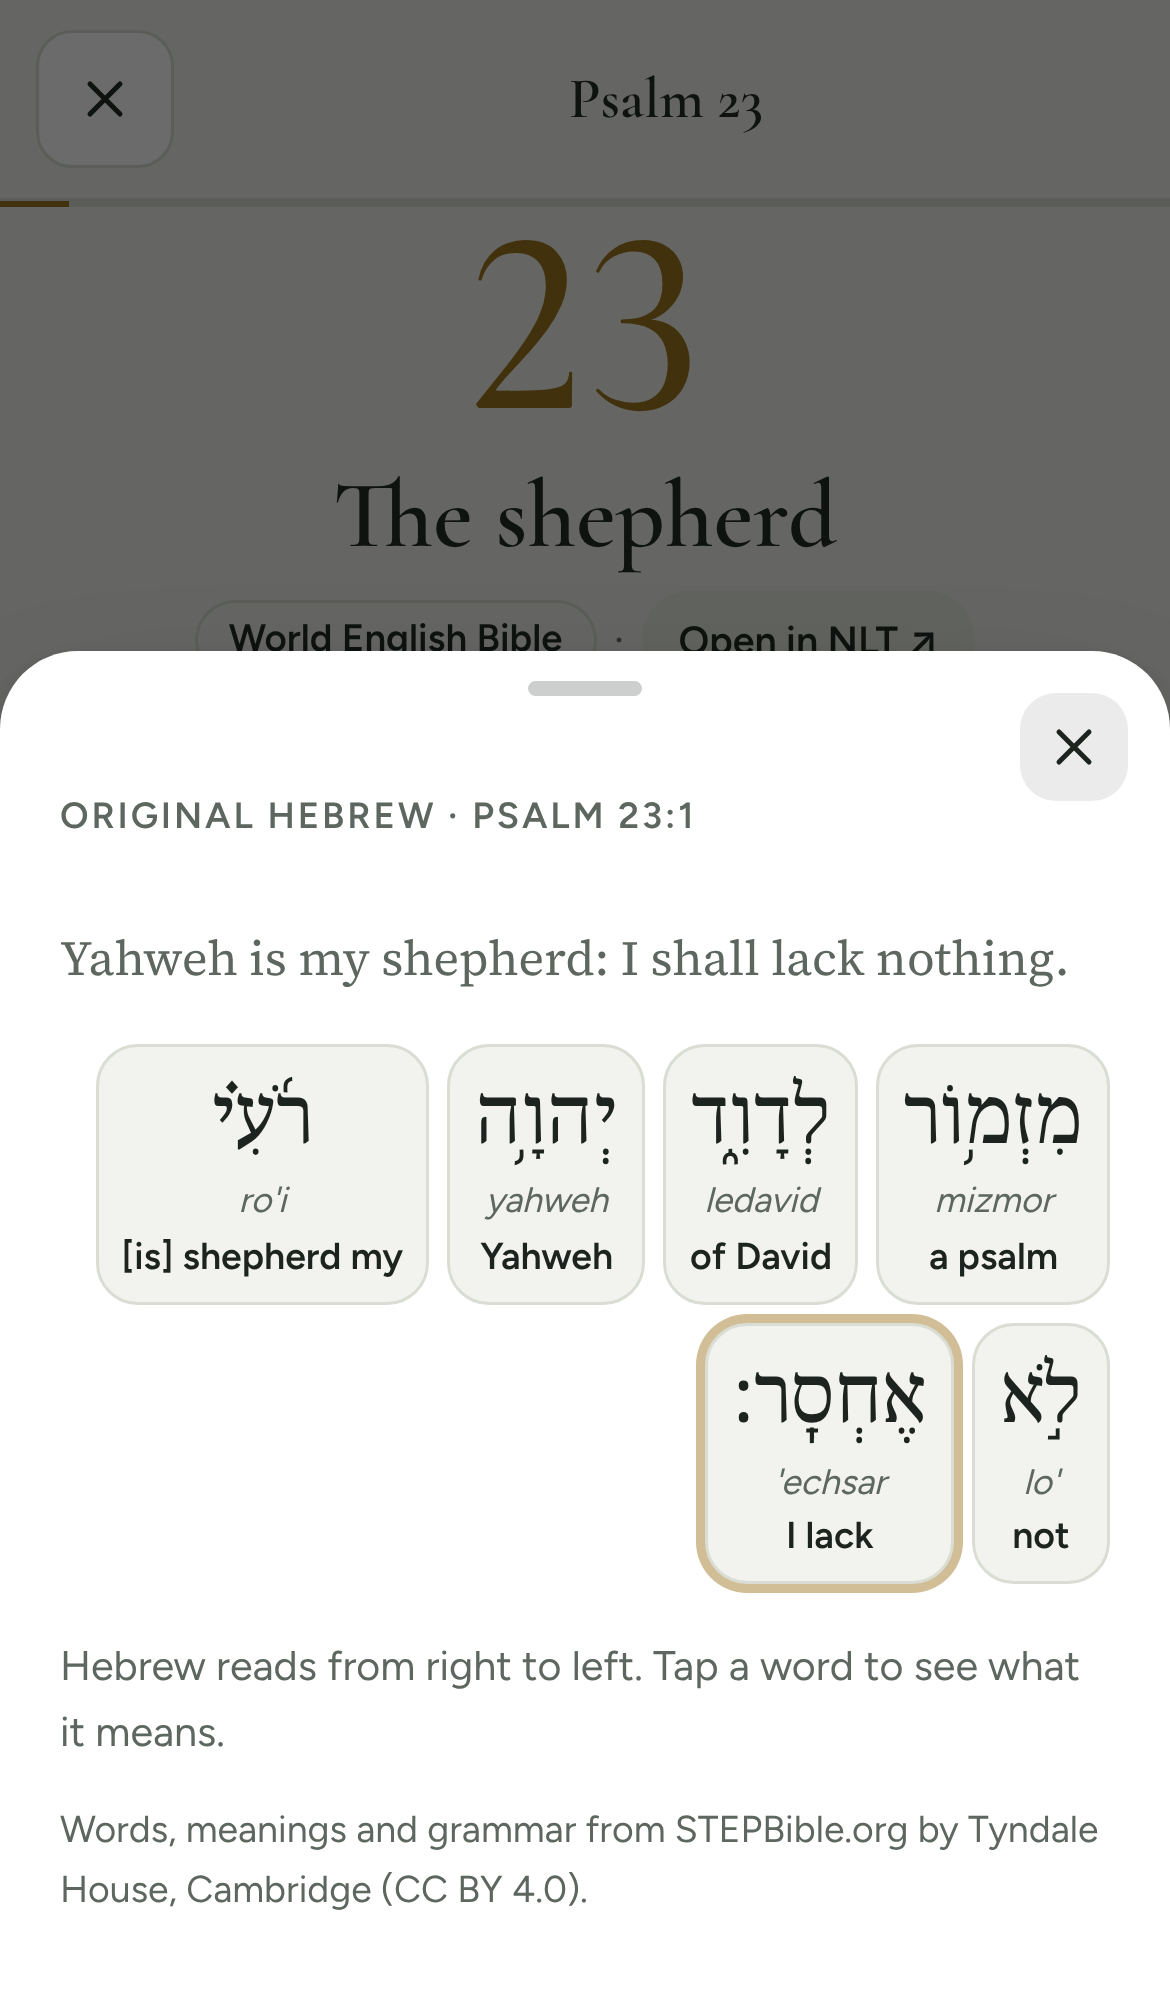 Psalm 23
23
The shepherd
World English Bible · Open in NLT ↗
ORIGINAL HEBREW · PSALM 23:1
Yahweh is my shepherd: I shall lack nothing.
מִזְמ֥וֹר לְדָוִ֑ד יְהוָ֥ה רֹ֝עִ֗י
mizmor ledavid yahweh ro'i
a psalm of David Yahweh [is] shepherd my
לֹ֣א אֶחְסָֽר׃
lo' 'echsar
not I lack
Hebrew reads from right to left. Tap a word to see what
it means.
Words, meanings and grammar from STEPBible.org by Tyndale
House, Cambridge (CC BY 4.0).